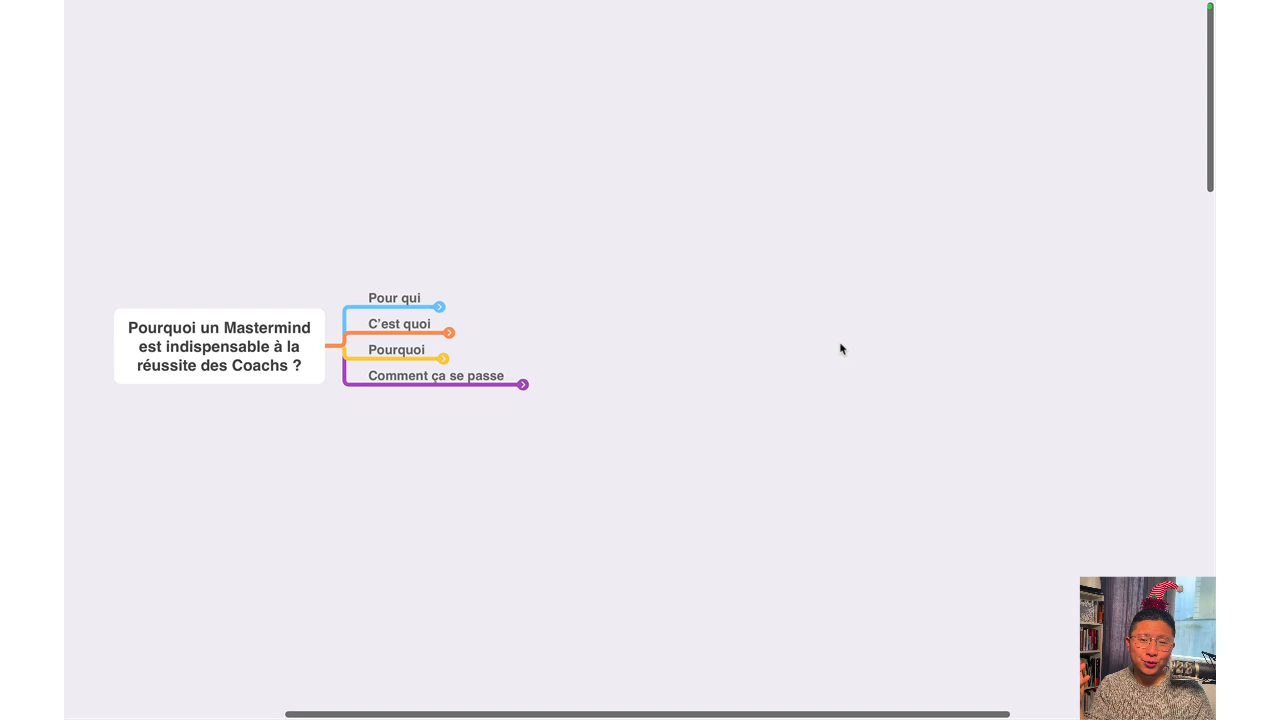 Pourquoi un Mastermind
est indispensable à la
réussite des Coachs ?
Pour qui
C’est quoi
Pourquoi
Comment ça se passe